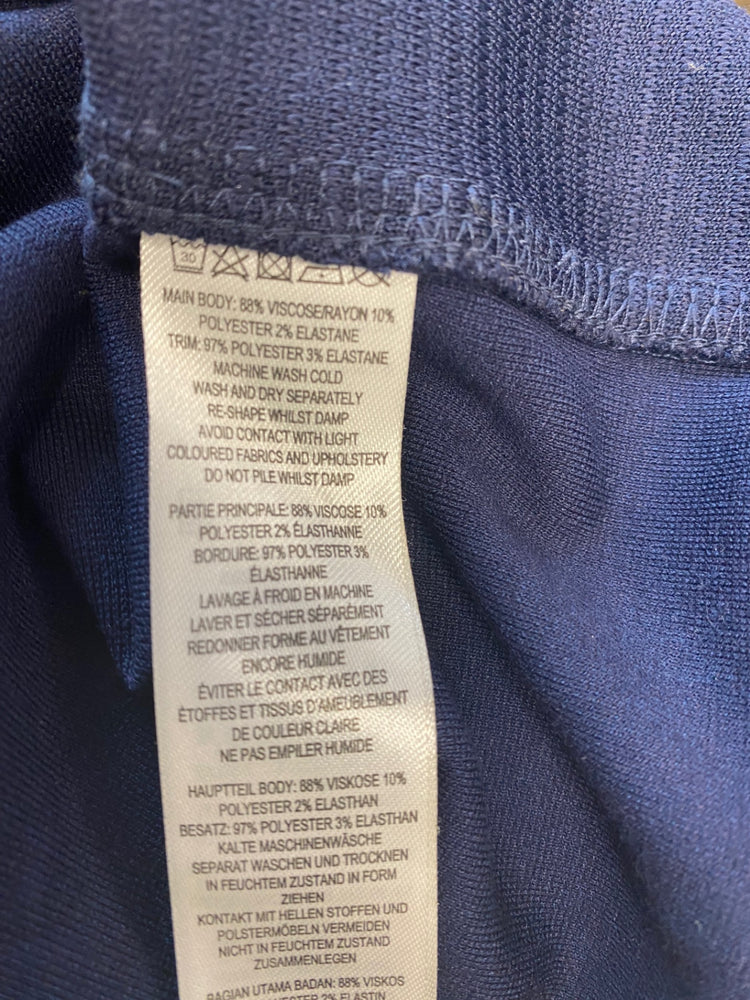 30
MAIN BODY: 88% VISCOSE/RAYON 10%
POLYESTER 2% ELASTANE
TRIM: 97% POLYESTER 3% ELASTANE
MACHINE WASH COLD
WASH AND DRY SEPARATELY
RE-SHAPE WHILST DAMP
AVOID CONTACT WITH LIGHT
COLOURED FABRICS AND UPHOLSTERY
DO NOT PILE WHILST DAMP
PARTIE PRINCIPALE: 88% VISCOSE 10%
POLYESTER 2% ÉLASTHANNE
BORDURE: 97% POLYESTER 3%
ÉLASTHANNE
LAVAGE À FROID EN MACHINE
LAVER ET SÉCHER SÉPARÉMENT
REDONNER FORME AU VÊTEMENT
ENCORE HUMIDE
ÉVITER LE CONTACT AVEC DES
ÉTOFFES ET TISSUS D'AMEUBLEMENT
DE COULEUR CLAIRE
NE PAS EMPILER HUMIDE
HAUPTTEIL BODY: 88% VISKOSE 10%
POLYESTER 2% ELASTHAN
BESATZ: 97% POLYESTER 3% ELASTHAN
KALTE MASCHINENWÄSCHE
SEPARAT WASCHEN UND TROCKNEN
IN FEUCHTEM ZUSTAND IN FORM
ZIEHEN
KONTAKT MIT HELLEN STOFFEN UND
POLSTERMÖBELN VERMEIDEN
NICHT IN FEUCHTEM ZUSTAND
ZUSAMMENLEGEN
BAGIAN UTAMA BADAN: 88% VISKOS
2% ELASTIN